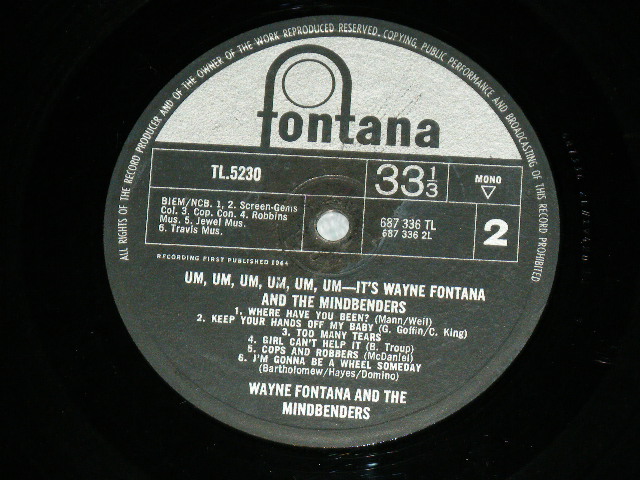 ALL RIGHTS OF THE RECORD PRODUCER AND OF THE OWNER OF THE WORK REPRODUCED RESERVED. COPYING, PUBLIC PERFORMANCE AND BROADCASTING OF THIS RECORD PROHIBITED
fontana
TL.5230
33⅓
MONO
BIEM/NCB. 1, 2. Screen-Gems
Col. 3. Cop. Con. 4. Robbins
Mus. 5. Jewel Mus.
6. Travis Mus.
687 336 TL
687 336 2L
2
RECORDING FIRST PUBLISHED 1964
UM, UM, UM, UM, UM, UM—IT'S WAYNE FONTANA
AND THE MINDBENDERS
1. WHERE HAVE YOU BEEN? (Mann/Weil)
2. KEEP YOUR HANDS OFF MY BABY (G. Goffin/C. King)
3. TOO MANY TEARS
4. GIRL CAN'T HELP IT (B. Troup)
5. COPS AND ROBBERS (McDaniel)
6. I'M GONNA BE A WHEEL SOMEDAY
(Bartholomew/Hayes/Domino)
WAYNE FONTANA AND THE
MINDBENDERS